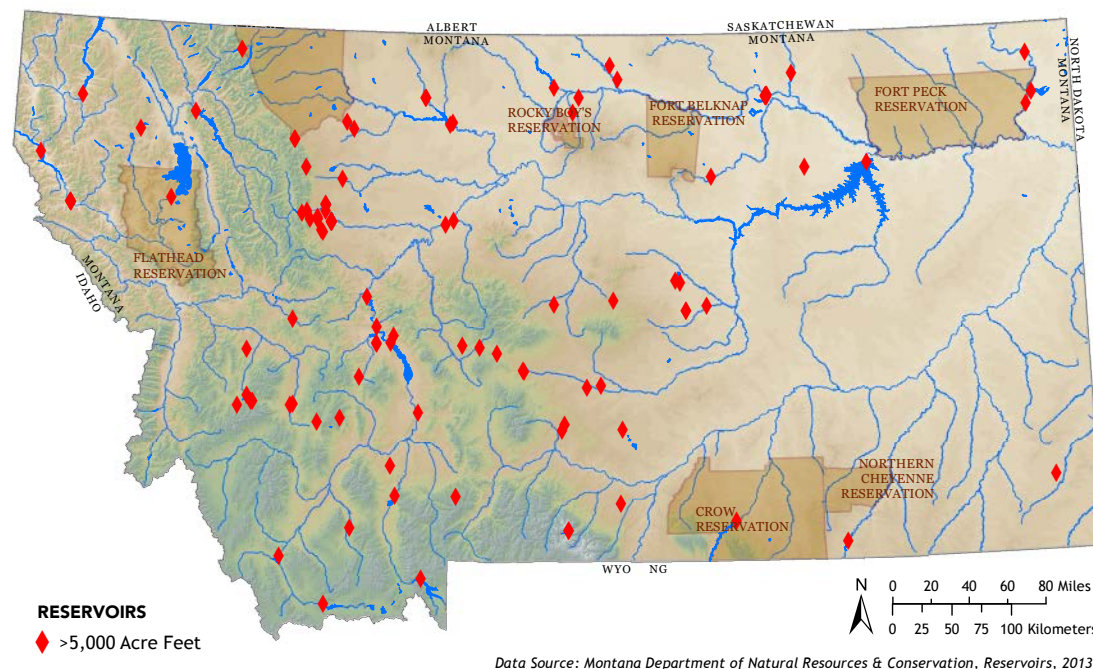 ALBERT
MONTANA
SASKATCHEWAN
MONTANA
NORTH DAKOTA
MONTANA
ROCKY BOY'S
RESERVATION
FORT BELKNAP
RESERVATION
FORT PECK
RESERVATION
FLATHEAD
RESERVATION
MONTANA
IDAHO
NORTHERN
CHEYENNE
RESERVATION
CROW
RESERVATION
WYO NG
RESERVOIRS
>5,000 Acre Feet
N
0 20 40 60 80 Miles
0 25 50 75 100 Kilometers
Data Source: Montana Department of Natural Resources & Conservation, Reservoirs, 2013